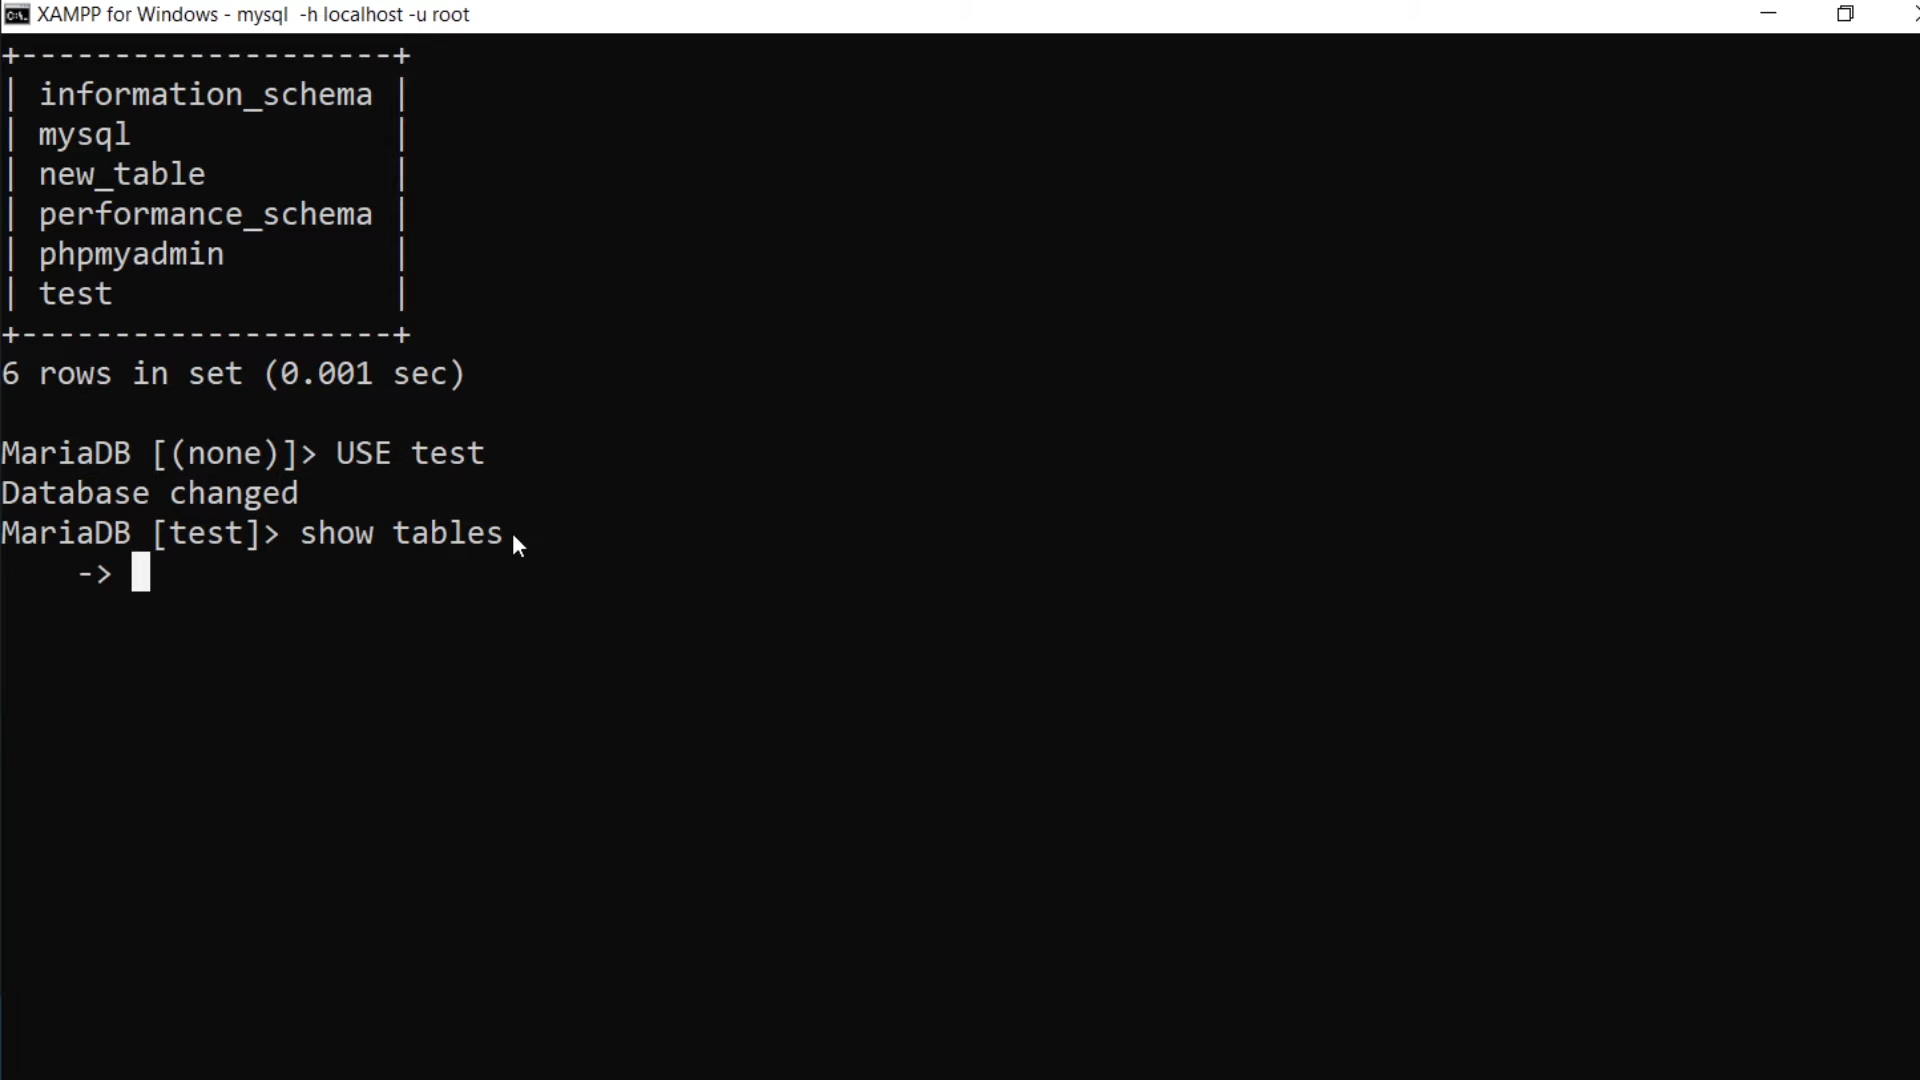 XAMPP for Windows - mysql  -h localhost -u root
+--------------------+
| information_schema |
| mysql              |
| new_table          |
| performance_schema |
| phpmyadmin         |
| test               |
+--------------------+
6 rows in set (0.001 sec)
MariaDB [(none)]> USE test
Database changed
MariaDB [test]> show tables
    ->